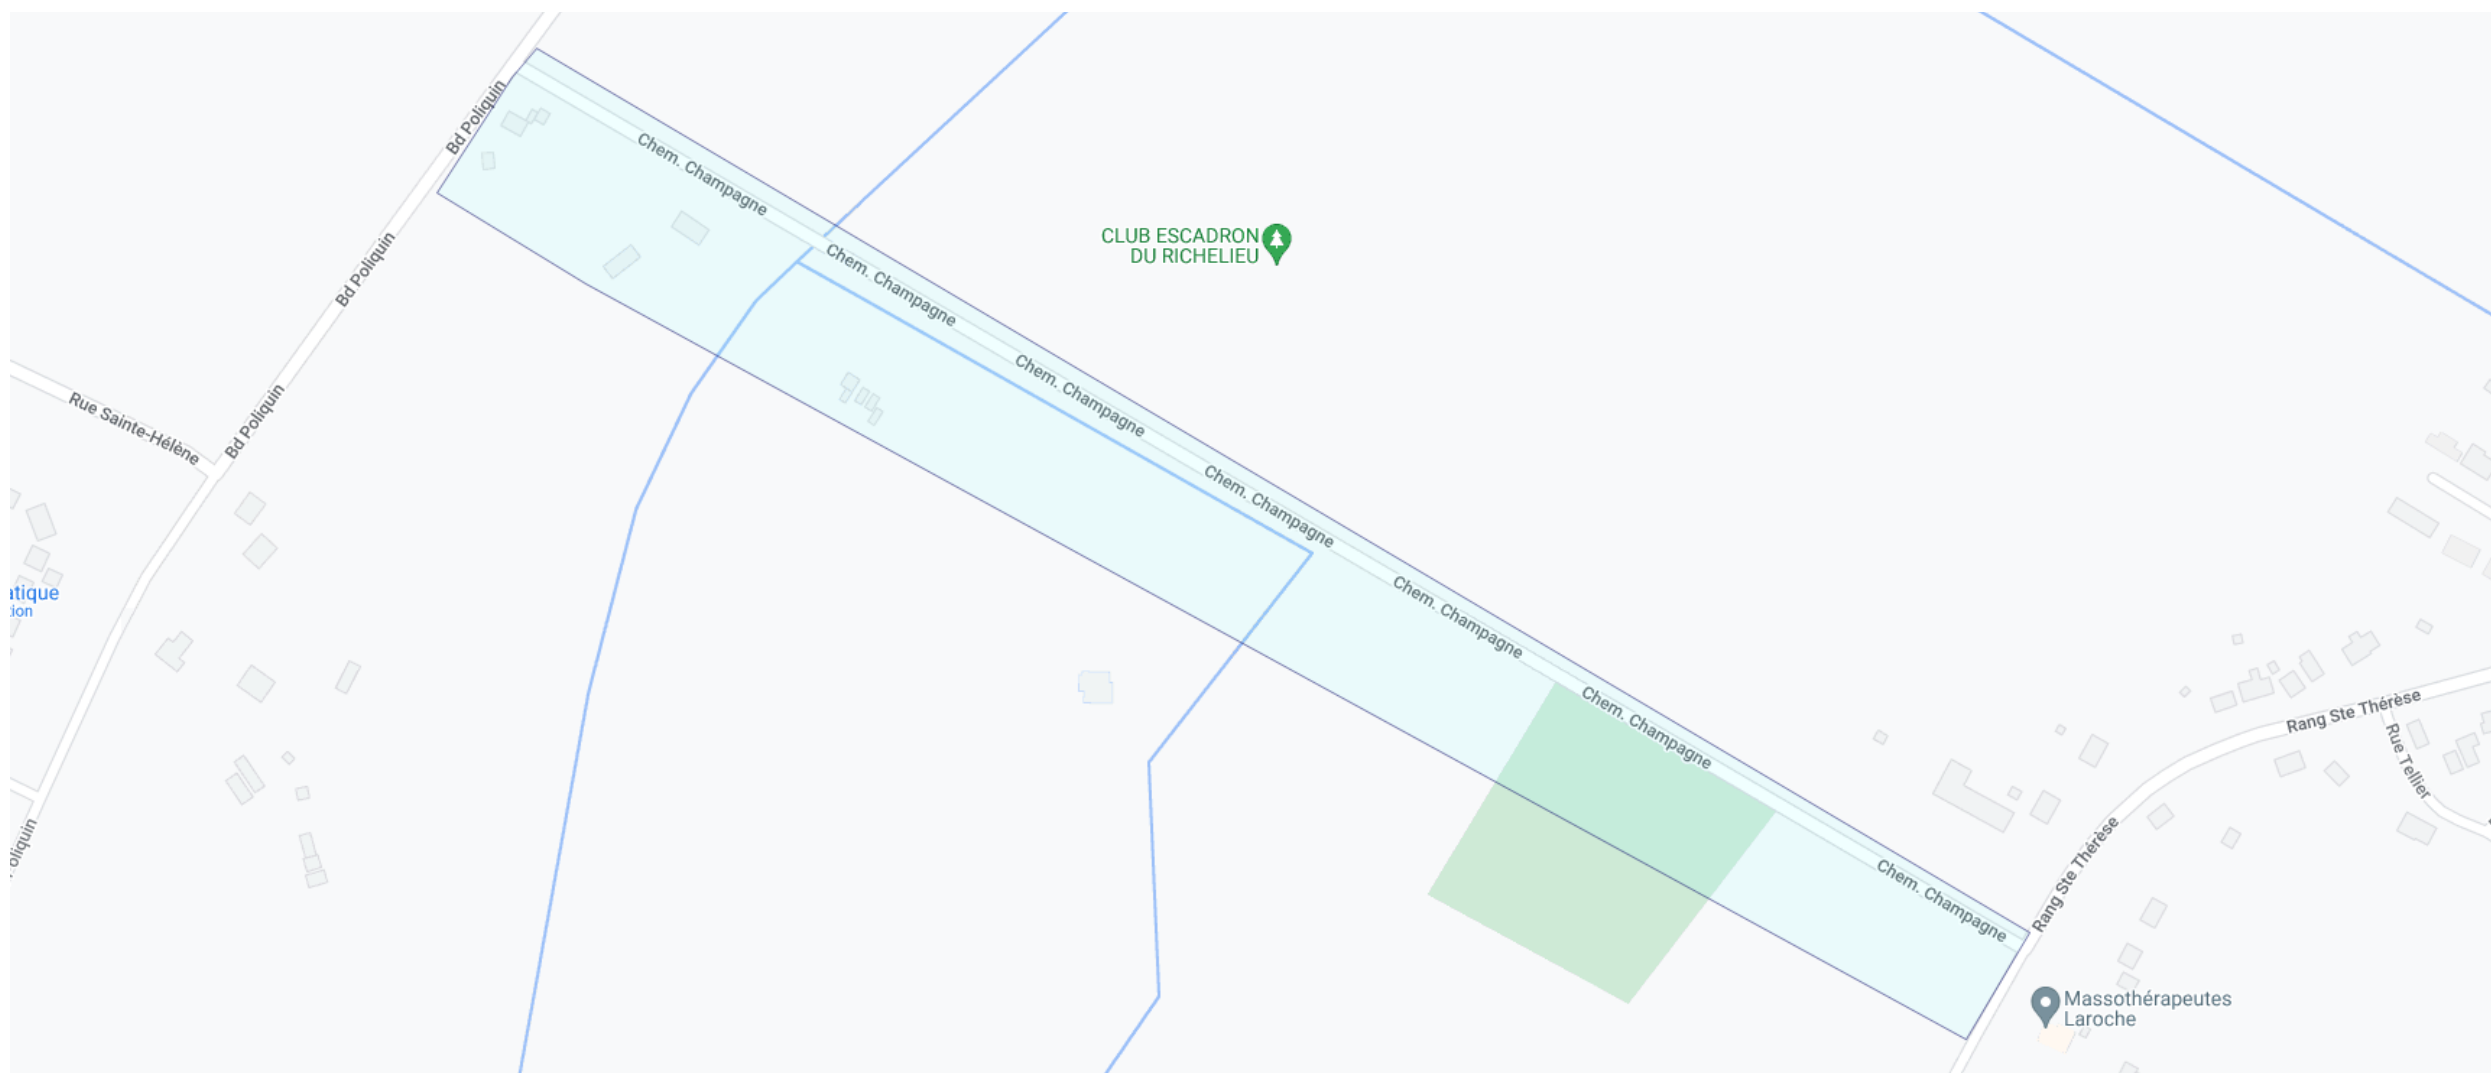 Bd Poliquin
Chem. Champagne
Chem. Champagne
CLUB ESCADRON
DU RICHELIEU
Bd Poliquin
Chem. Champagne
Rue Sainte-Hélène
Bd Poliquin
Chem. Champagne
Chem. Champagne
atique
tion
Chem. Champagne
Rang Ste Thérèse
Rue Tellier
Chem. Champagne
Rang Ste Thérèse
Poliquin
Massothérapeutes
Laroche